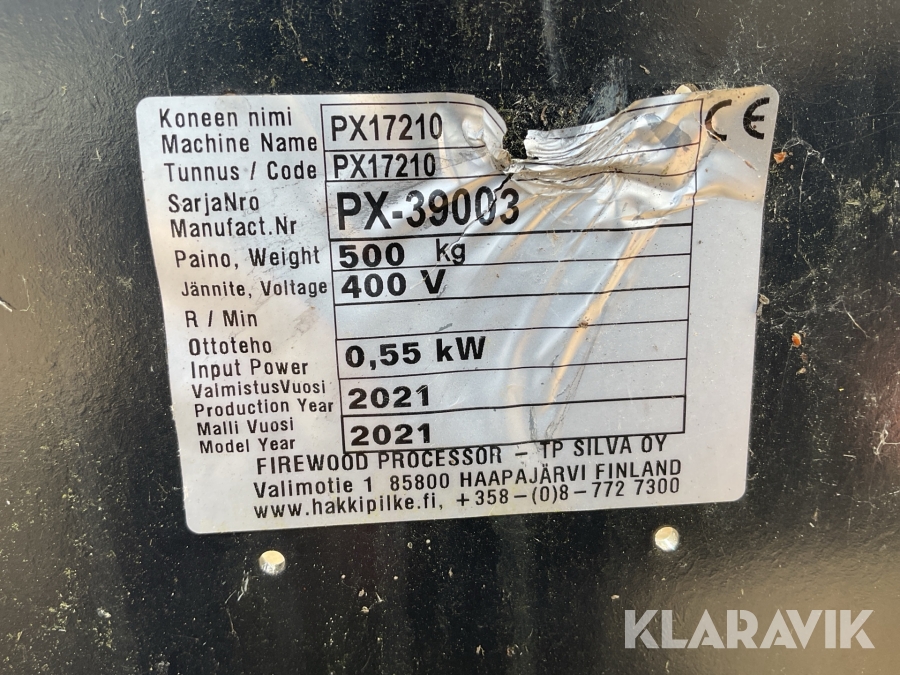 Koneen nimi
Machine Name PX17210 CE
Tunnus / Code PX17210
SarjaNro
Manufact.Nr PX-39003
Paino, Weight 500 kg
Jännite, Voltage 400 V
R / Min
Ottoteho
Input Power 0,55 kW
ValmistusVuosi
Production Year 2021
Malli Vuosi
Model Year 2021
FIREWOOD PROCESSOR - TP SILVA OY
Valimotie 1 85800 HAAPAJÄRVI FINLAND
www.hakkipilke.fi, +358-(0)8-772 7300
KLARAVIK